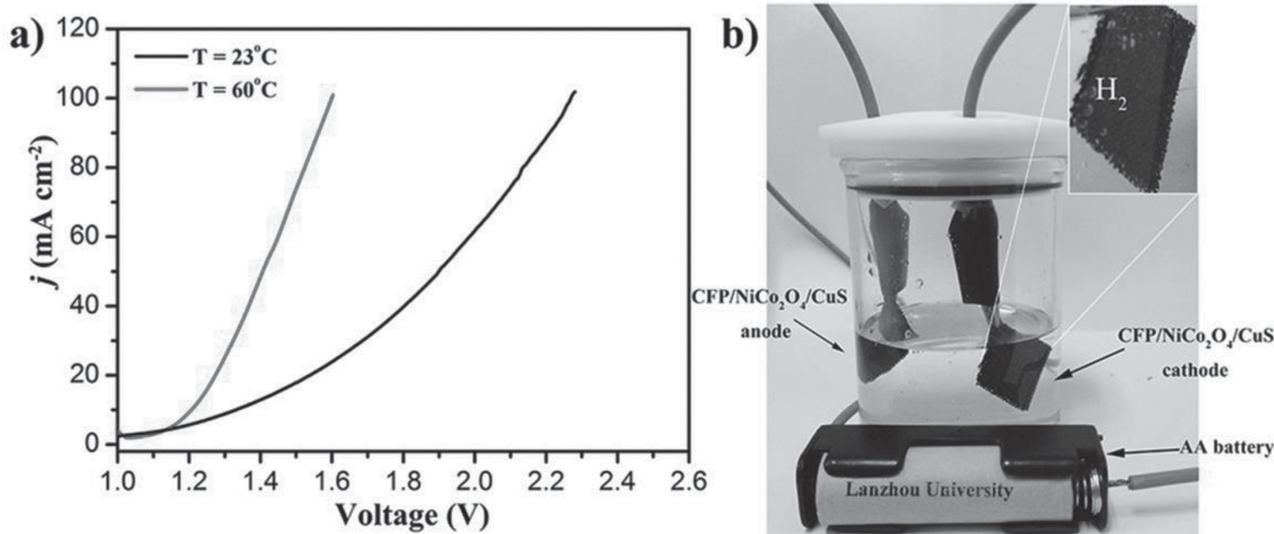 a)
T = 23°C
T = 60°C
120
100
80
60
40
20
0
j (mA cm⁻²)
1.0 1.2 1.4 1.6 1.8 2.0 2.2 2.4 2.6
Voltage (V)
b)
H₂
CFP/NiCo₂O₄/CuS
anode
CFP/NiCo₂O₄/CuS
cathode
AA battery
Lanzhou University